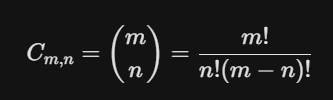 C_{m,n} = \binom{m}{n} = \frac{m!}{n!(m-n)!}